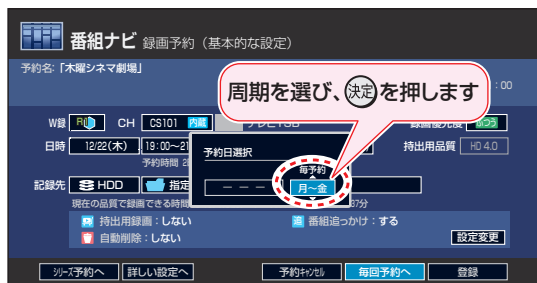 番組ナビ 録画予約（基本的な設定）
予約名:「木曜シネマ劇場」
周期を選び、決定を押します
:00
W録 R1 CH CS101 内蔵
録画優先度 ふつう
日時 12/22(木) 19:00~21
持出用品質 HD 4.0
予約時間
予約日選択
毎予約
記録先 HDD 指定
--- 月~金
現在の品質で録画できる時間
37分
持出用録画：しない
追 番組追っかけ：する
自動削除：しない
設定変更
シリーズ予約へ 詳しい設定へ 予約キャンセル 毎回予約へ 登録